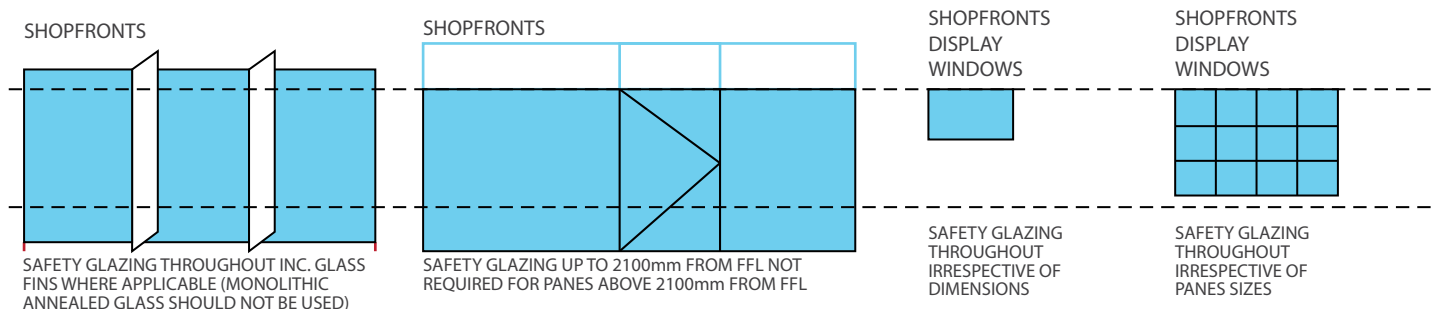 SHOPFRONTS
SAFETY GLAZING THROUGHOUT INC. GLASS
FINS WHERE APPLICABLE (MONOLITHIC
ANNEALED GLASS SHOULD NOT BE USED)
SHOPFRONTS
SAFETY GLAZING UP TO 2100mm FROM FFL NOT
REQUIRED FOR PANES ABOVE 2100mm FROM FFL
SHOPFRONTS
DISPLAY
WINDOWS
SAFETY GLAZING
THROUGHOUT
IRRESPECTIVE OF
DIMENSIONS
SHOPFRONTS
DISPLAY
WINDOWS
SAFETY GLAZING
THROUGHOUT
IRRESPECTIVE OF
PANES SIZES